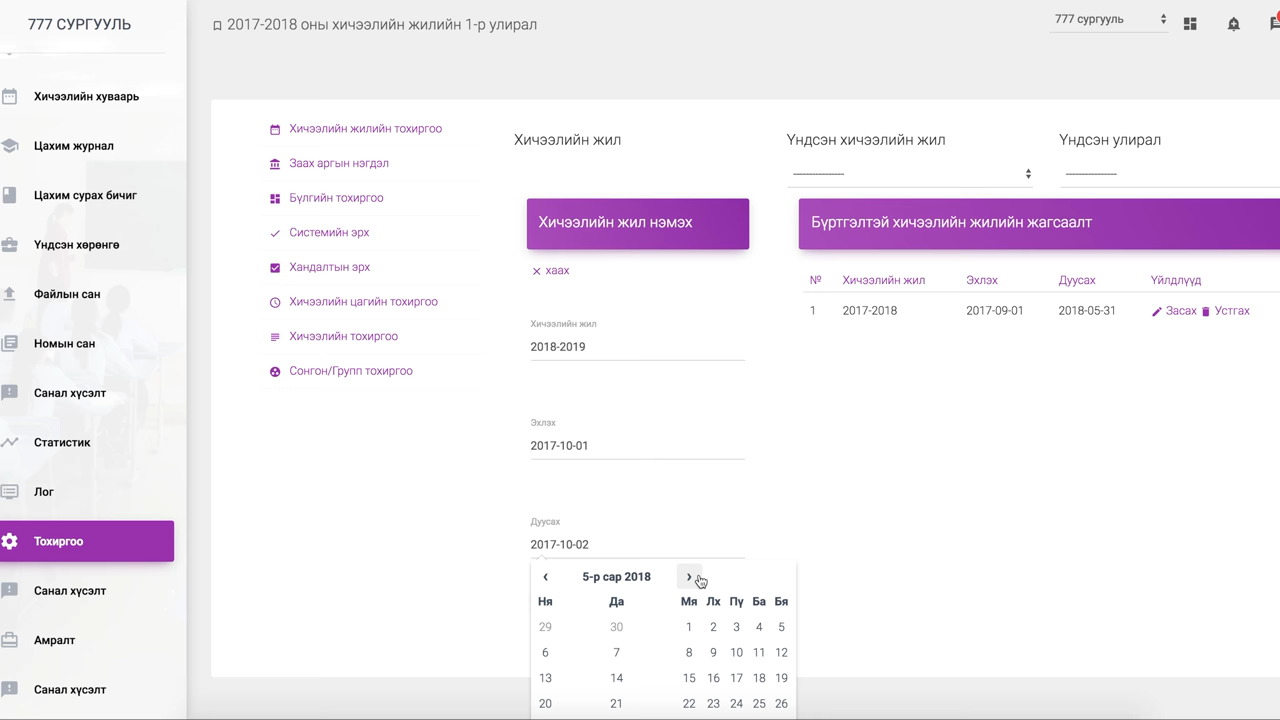 777 СУРГУУЛЬ
Хичээлийн хуваарь
Цахим журнал
Цахим сурах бичиг
Үндсэн хөрөнгө
Файлын сан
Номын сан
Санал хүсэлт
Статистик
Лог
Тохиргоо
Санал хүсэлт
Амралт
Санал хүсэлт
2017-2018 оны хичээлийн жилийн 1-р улирал
777 сургууль
Хичээлийн жилийн тохиргоо
Заах аргын нэгдэл
Бүлгийн тохиргоо
Системийн эрх
Хандалтын эрх
Хичээлийн цагийн тохиргоо
Хичээлийн тохиргоо
Сонгон/Групп тохиргоо
Хичээлийн жил
Хичээлийн жил нэмэх
× хаах
Хичээлийн жил
2018-2019
Эхлэх
2017-10-01
Дуусах
2017-10-02
‹ 5-р сар 2018 ›
Ня Да Мя Лх Пү Ба Бя
29 30 1 2 3 4 5
6 7 8 9 10 11 12
13 14 15 16 17 18 19
20 21 22 23 24 25 26
Үндсэн хичээлийн жил
----------------
Үндсэн улирал
----------------
Бүртгэлтэй хичээлийн жилийн жагсаалт
№ Хичээлийн жил Эхлэх Дуусах Үйлдлүүд
1 2017-2018 2017-09-01 2018-05-31 Засах Устгах